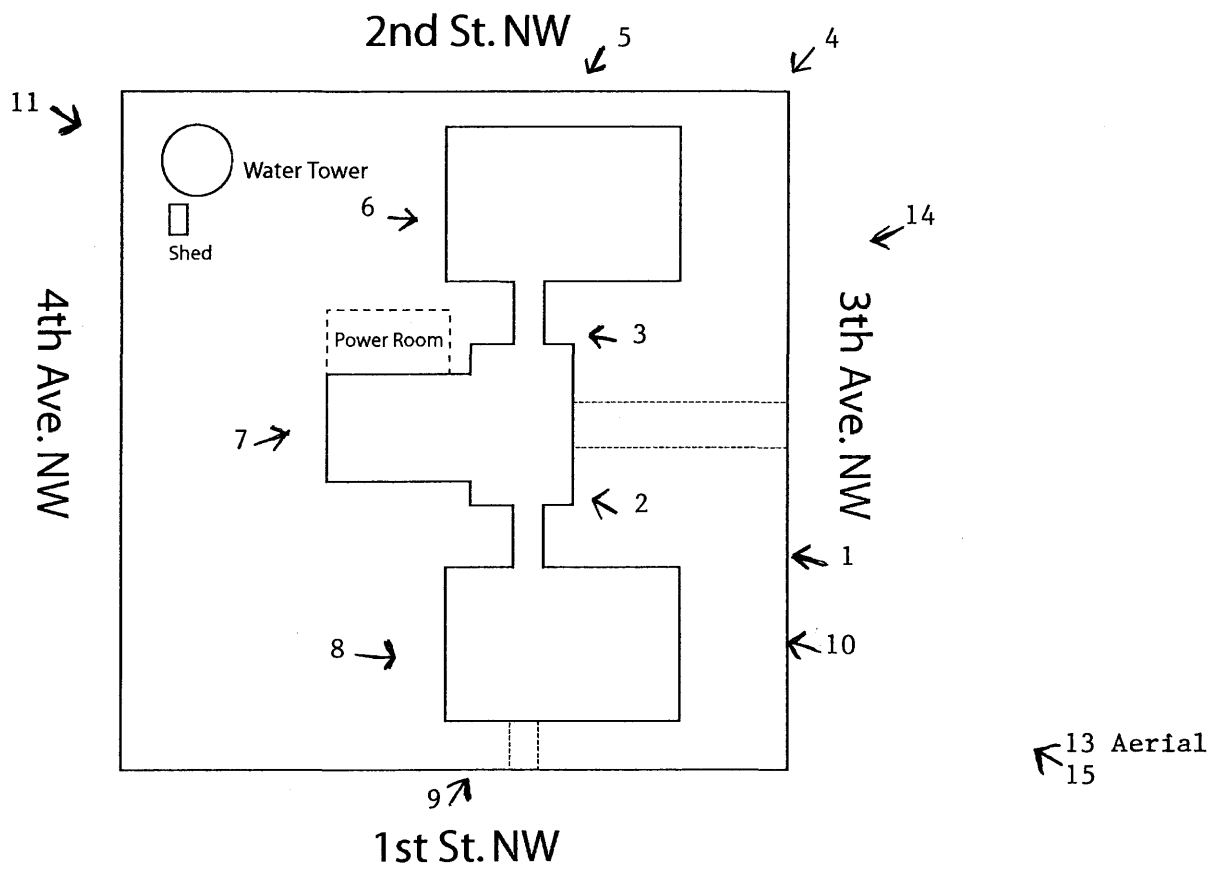 2nd St. NW
5
4
11
Water Tower
6
14
Shed
4th Ave. NW
3th Ave. NW
Power Room
3
7
2
1
8
10
13 Aerial
15
9
1st St. NW